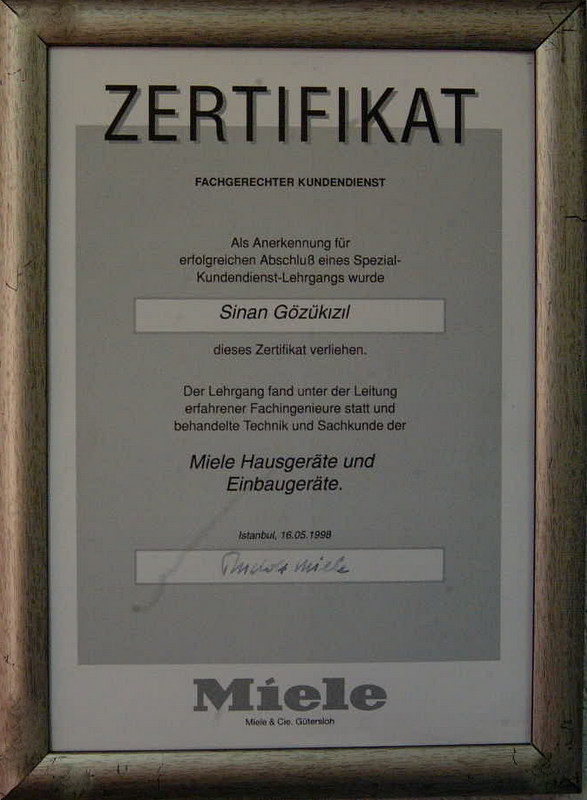 ZERTIFIKAT
FACHGERECHTER KUNDENDIENST
Als Anerkennung für
erfolgreichen Abschluß eines Spezial-
Kundendienst-Lehrgangs wurde
Sinan Gözükızıl
dieses Zertifikat verliehen.
Der Lehrgang fand unter der Leitung
erfahrener Fachingenieure statt und
behandelte Technik und Sachkunde der
Miele Hausgeräte und
Einbaugeräte.
Istanbul, 16.05.1998
Rudolf Miele
Miele
Miele & Cie. Gütersloh